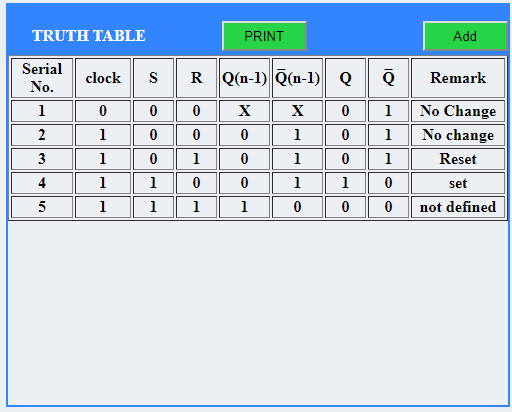 TRUTH TABLE PRINT Add
Serial No. clock S R Q(n-1) Q̅(n-1) Q Q̅ Remark
1 0 0 0 X X 0 1 No Change
2 1 0 0 0 1 0 1 No change
3 1 0 1 0 1 0 1 Reset
4 1 1 0 0 1 1 0 set
5 1 1 1 1 0 0 0 not defined